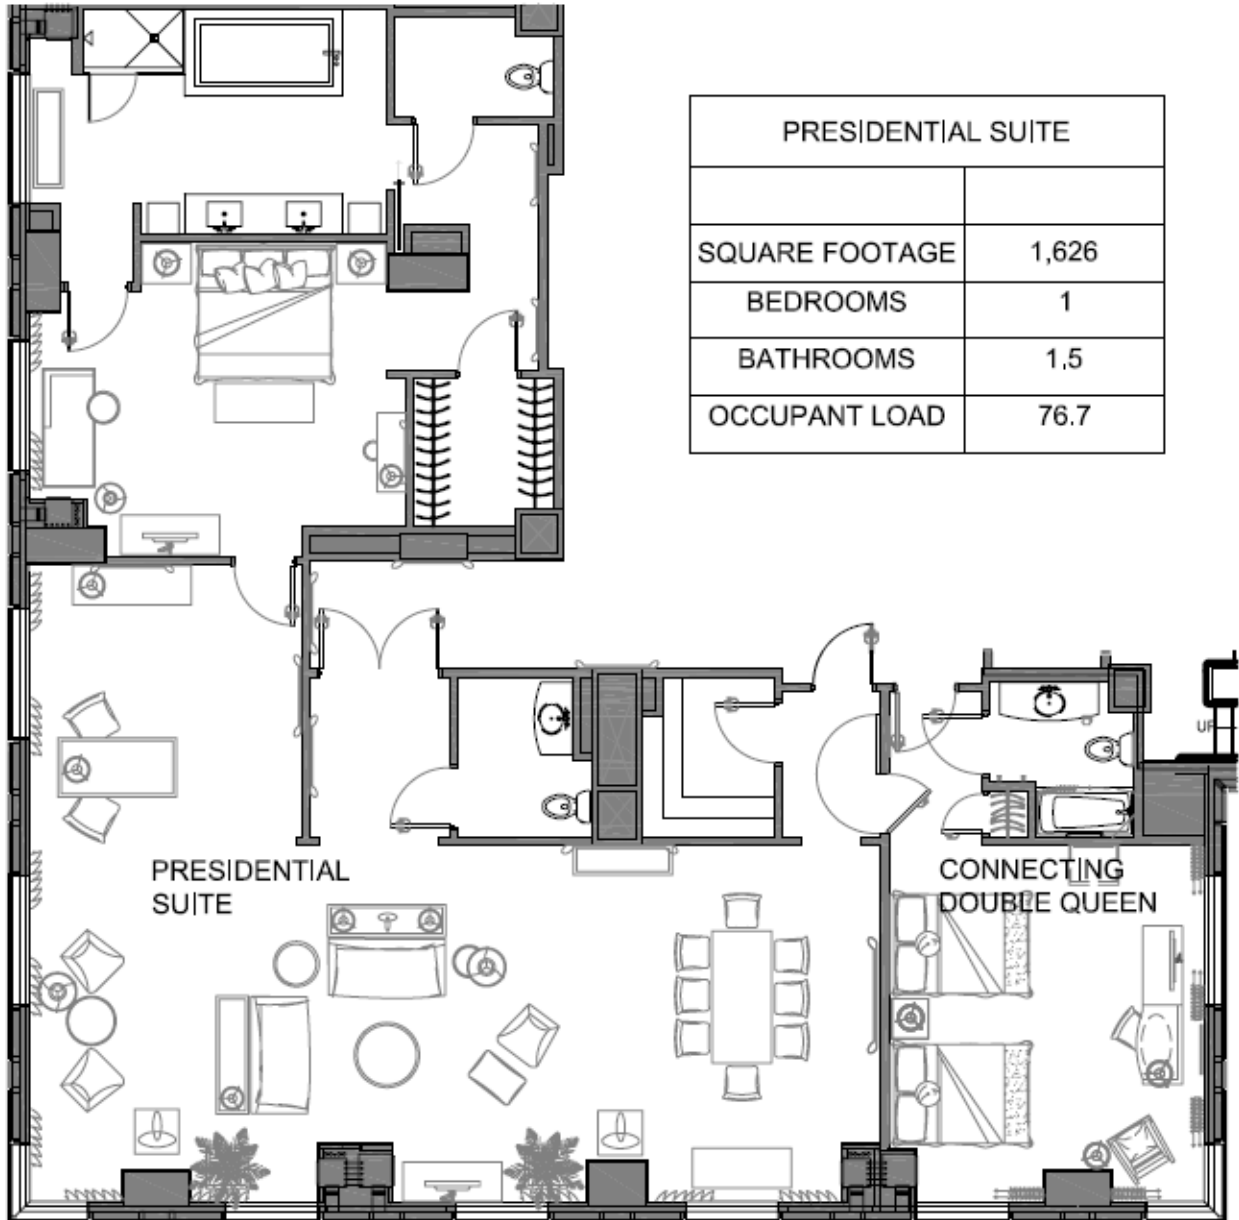 PRESIDENTIAL SUITE
SQUARE FOOTAGE 1,626
BEDROOMS 1
BATHROOMS 1.5
OCCUPANT LOAD 76.7
UP
PRESIDENTIAL
SUITE
CONNECTING
DOUBLE QUEEN